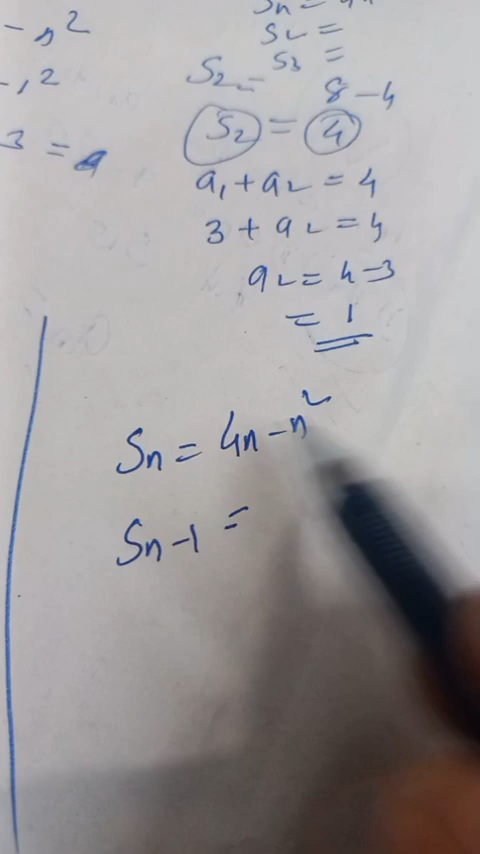 - n²
- 1²
3 = a
Sn =
S2 =
S3 =
S2 =
8 - 4
S2 = 4
a1 + a2 = 4
3 + a2 = 4
a2 = 4 - 3
= 1
Sn = 4n - n²
Sn-1 =